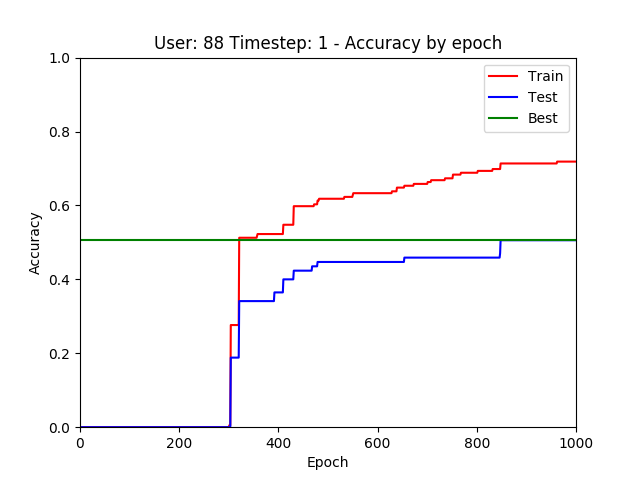 User: 88 Timestep: 1 - Accuracy by epoch
1.0
0.8
0.6
0.4
0.2
0.0
Accuracy
Train
Test
Best
0 200 400 600 800 1000
Epoch